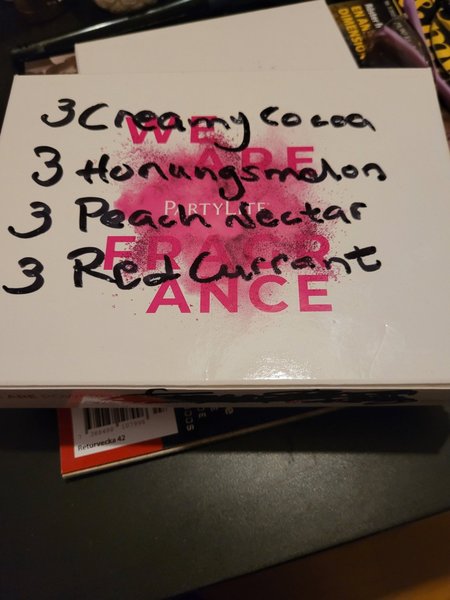 3 Creamy Cocoa
3 Honungsmelon
3 Peach Nectar
3 Red Currant
WE
ARE
PARTYLITE
FRAGR
ANCE
Returvecka 42